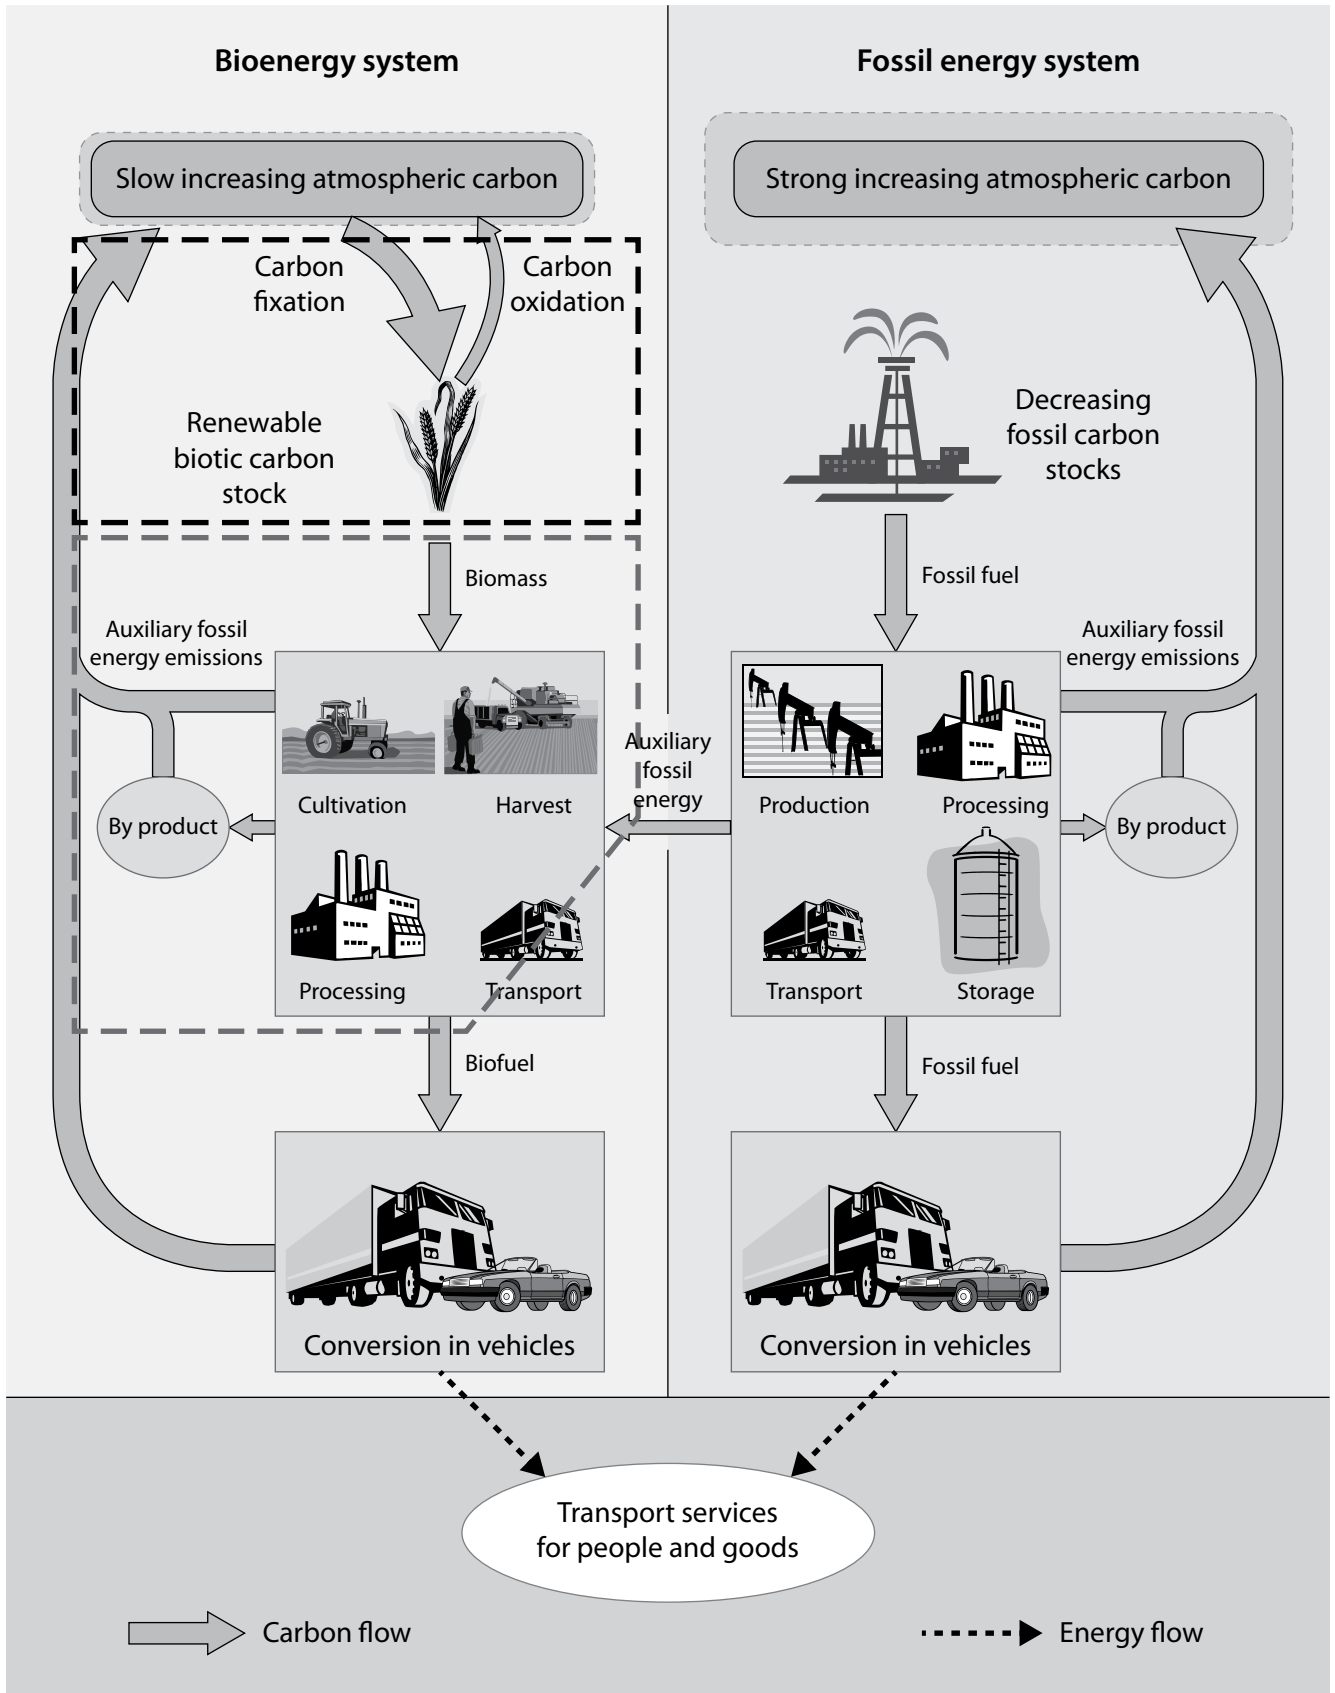 Bioenergy system
Fossil energy system
Slow increasing atmospheric carbon
Strong increasing atmospheric carbon
Carbon
fixation
Carbon
oxidation
Renewable
biotic carbon
stock
Decreasing
fossil carbon
stocks
Biomass
Fossil fuel
Auxiliary fossil
energy emissions
Auxiliary fossil
energy emissions
Auxiliary
fossil
energy
Cultivation
Harvest
Production
Processing
By product
By product
Processing
Transport
Transport
Storage
Biofuel
Fossil fuel
Conversion in vehicles
Conversion in vehicles
Transport services
for people and goods
Carbon flow
Energy flow